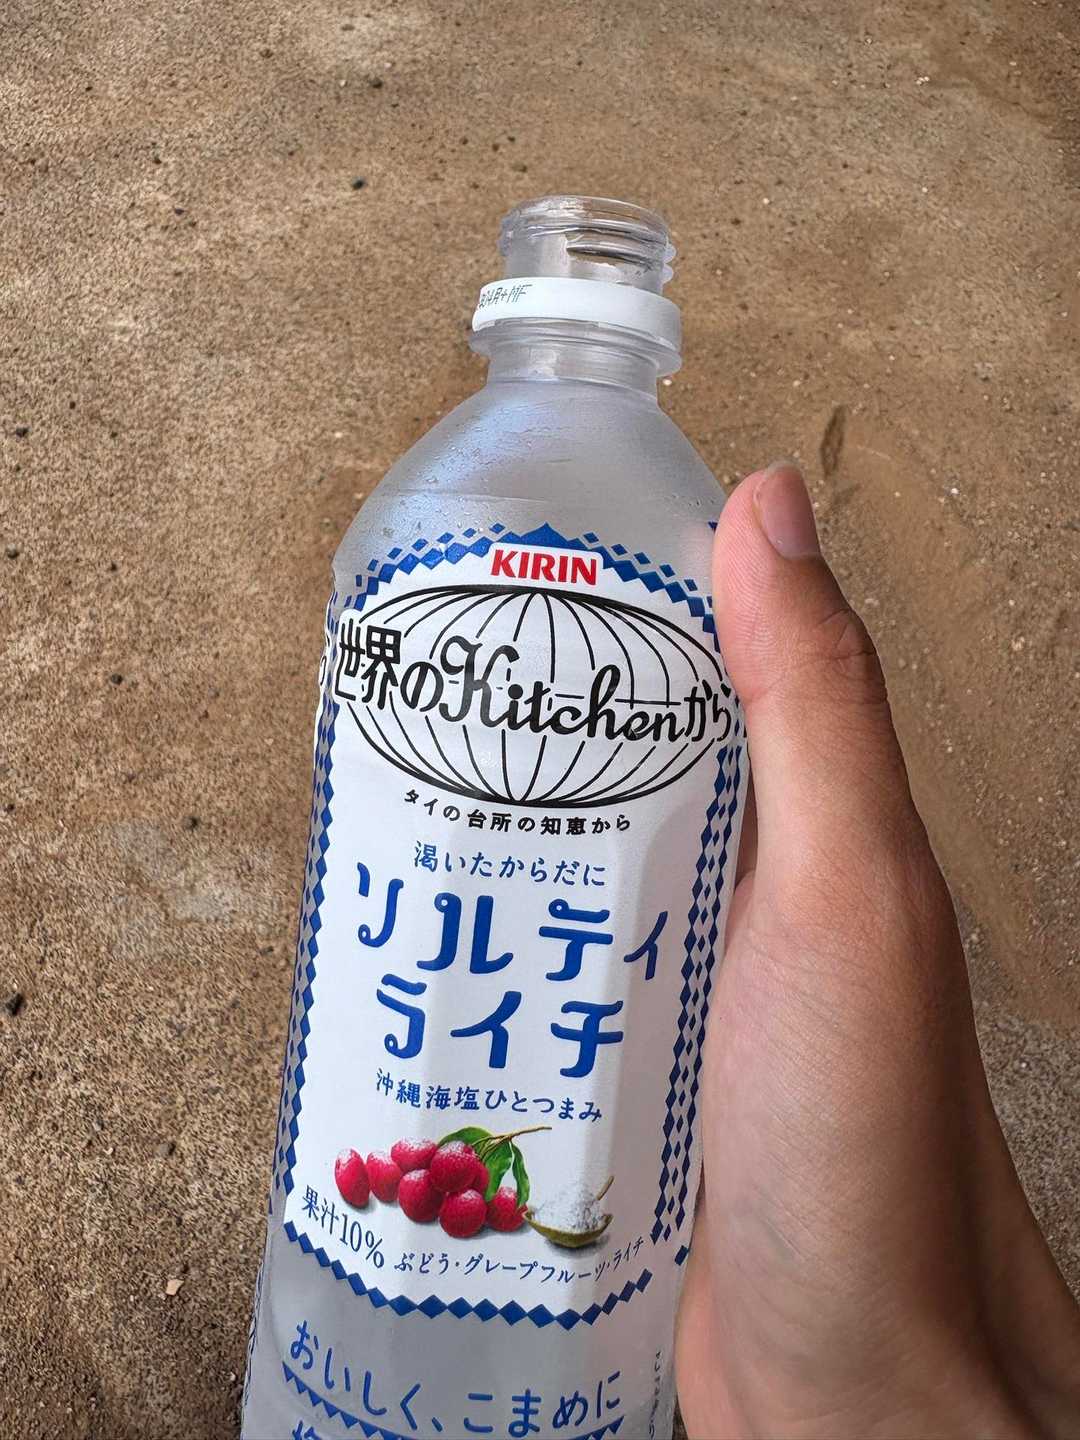 KIRIN
世界のKitchenから
タイの台所の知恵から
渇いたからだに
ソルティ
ライチ
沖縄海塩ひとつまみ
果汁10%
ぶどう・グレープフルーツ・ライチ
おいしく、こまめに